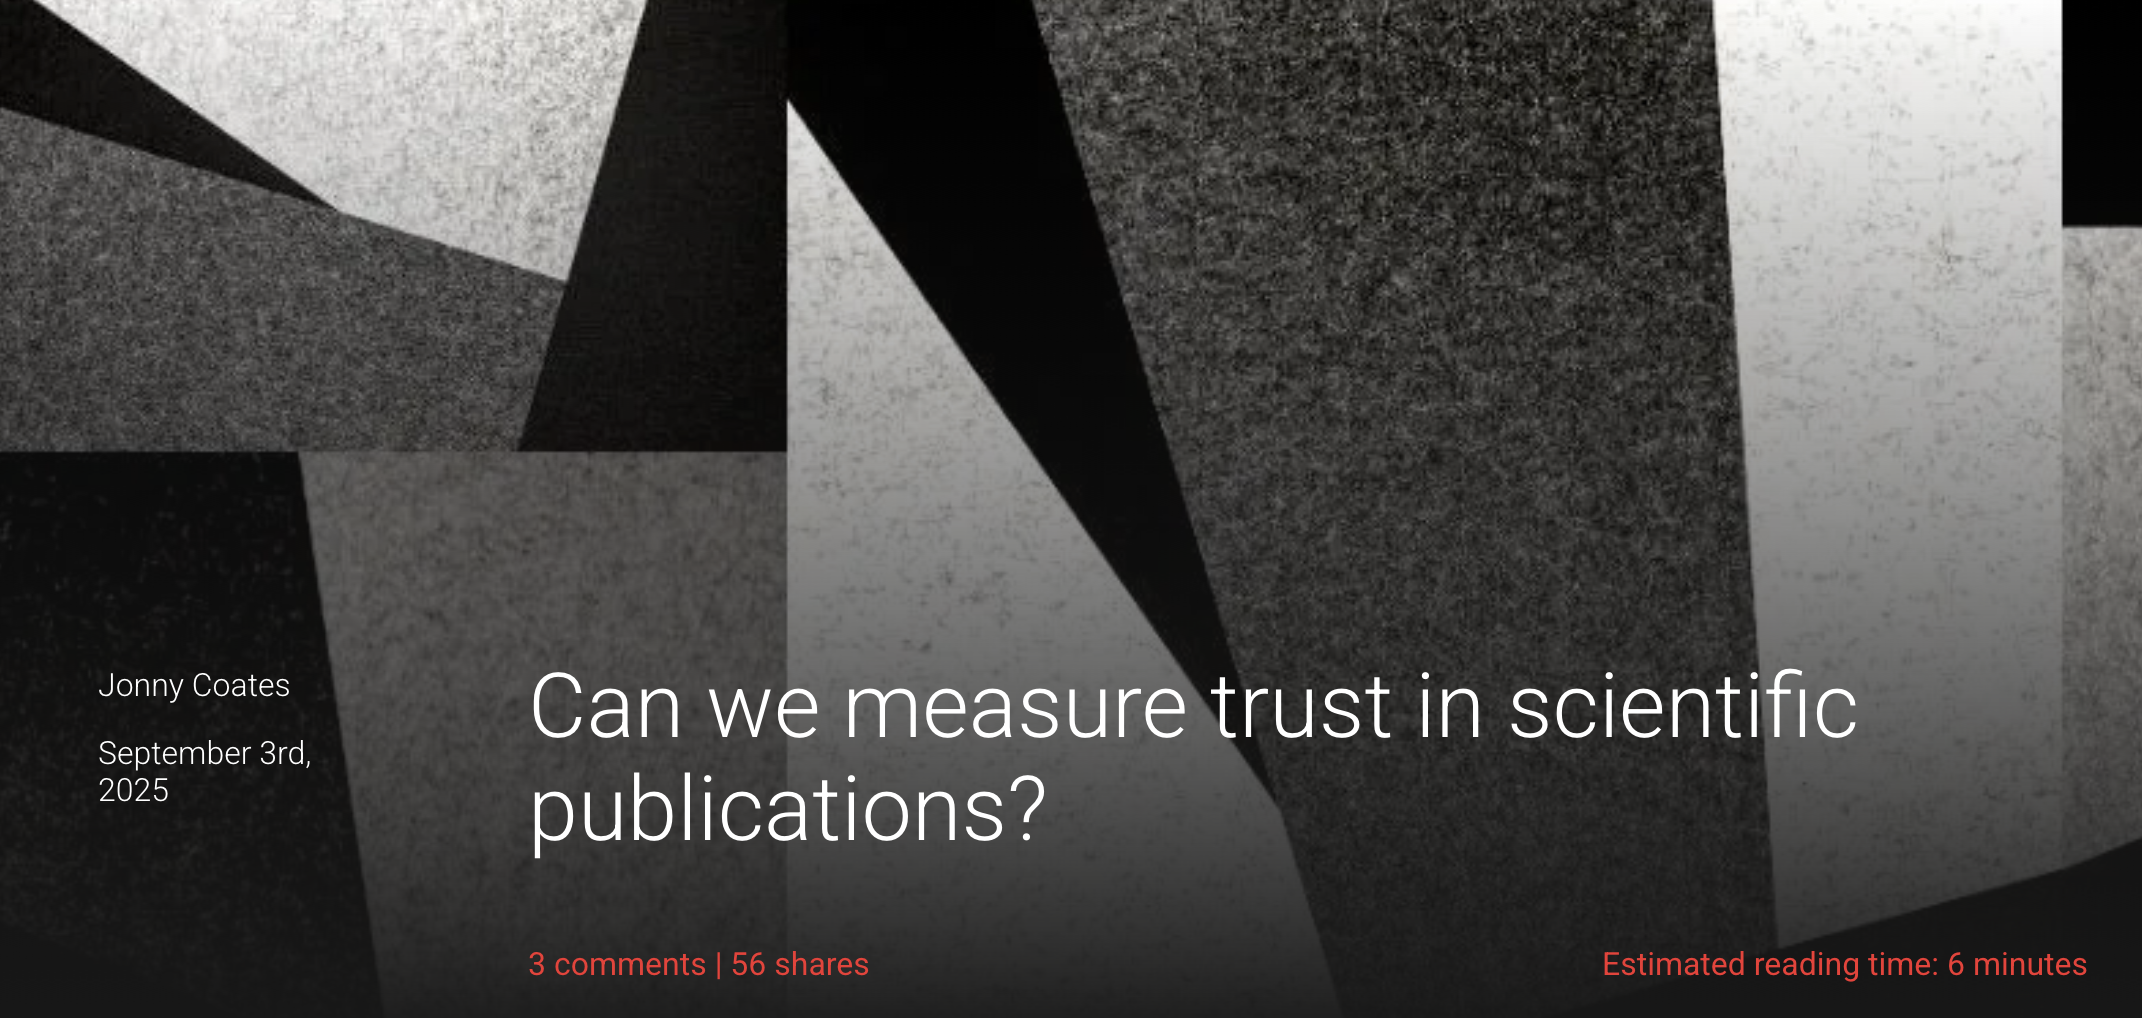 Jonny Coates
September 3rd,
2025
Can we measure trust in scientific
publications?
3 comments | 56 shares
Estimated reading time: 6 minutes